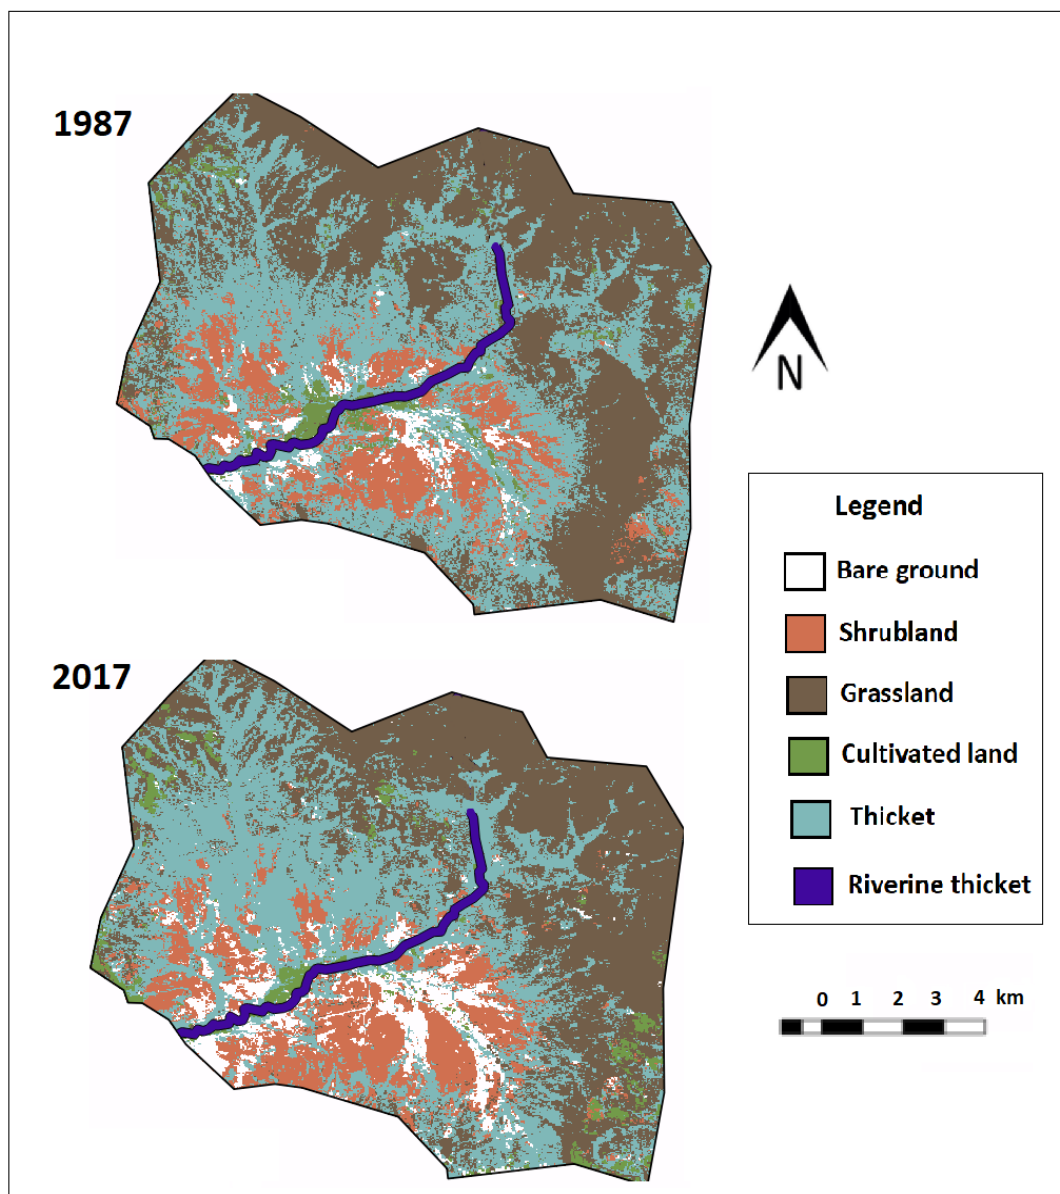 1987
N
2017
Legend
Bare ground
Shrubland
Grassland
Cultivated land
Thicket
Riverine thicket
0 1 2 3 4 km